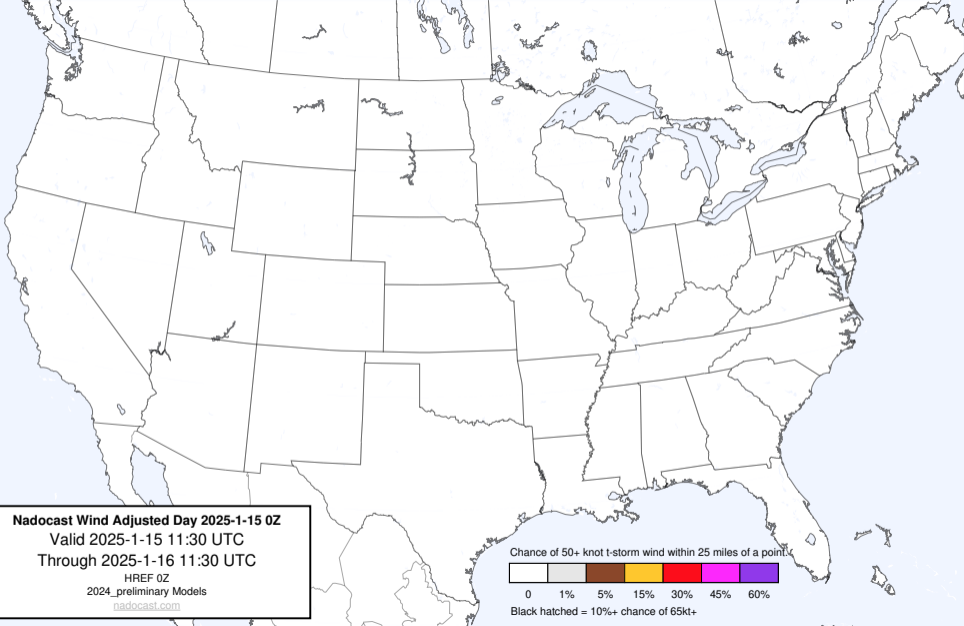 Nadocast Wind Adjusted Day 2025-1-15 0Z
Valid 2025-1-15 11:30 UTC
Through 2025-1-16 11:30 UTC
HREF 0Z
2024_preliminary Models
nadocast.com
Chance of 50+ knot t-storm wind within 25 miles of a point.
0 1% 5% 15% 30% 45% 60%
Black hatched = 10%+ chance of 65kt+